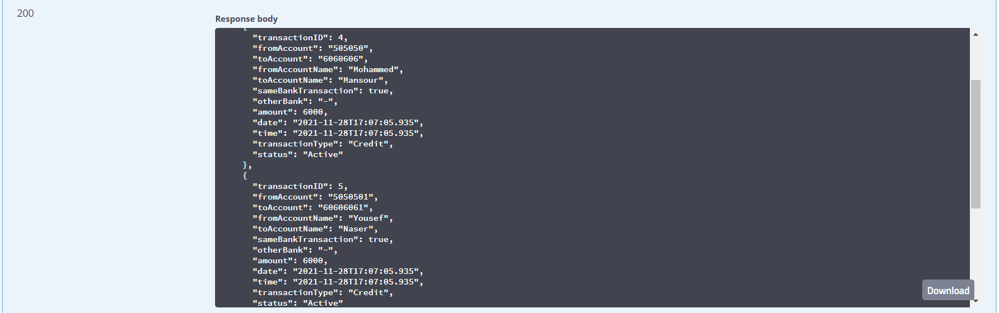 200
Response body
{
"transactionID": 4,
"fromAccount": "505050",
"toAccount": "6060606",
"fromAccountName": "Mohammed",
"toAccountName": "Mansour",
"sameBankTransaction": true,
"otherBank": "-",
"amount": 6000,
"date": "2021-11-28T17:07:05.935",
"time": "2021-11-28T17:07:05.935",
"transactionType": "Credit",
"status": "Active"
},
{
"transactionID": 5,
"fromAccount": "5050501",
"toAccount": "60606061",
"fromAccountName": "Yousef",
"toAccountName": "Naser",
"sameBankTransaction": true,
"otherBank": "-",
"amount": 6000,
"date": "2021-11-28T17:07:05.935",
"time": "2021-11-28T17:07:05.935",
"transactionType": "Credit",
"status": "Active"
Download